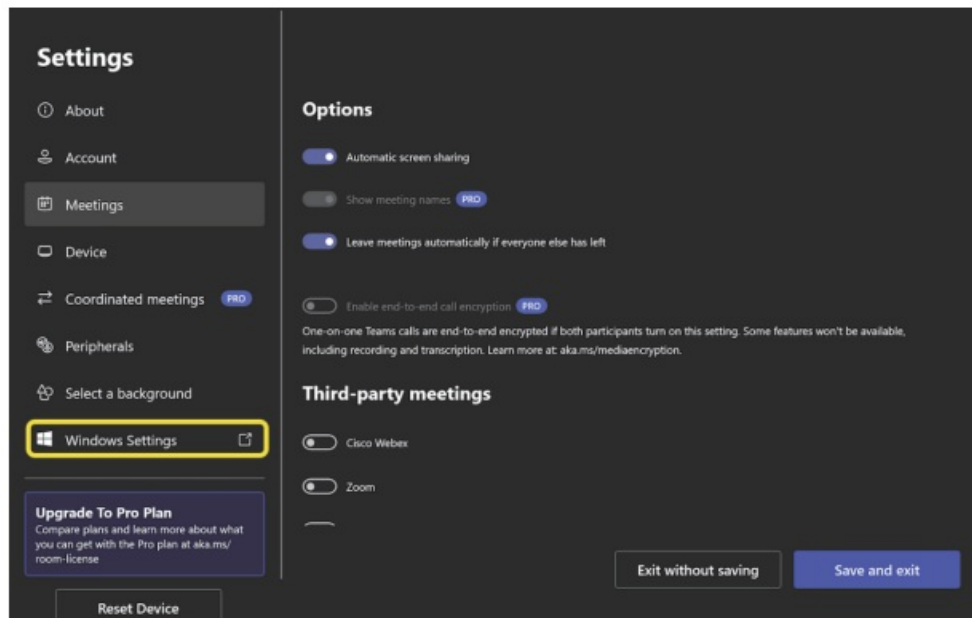 Settings
About
Account
Meetings
Device
Coordinated meetings PRO
Peripherals
Select a background
Windows Settings
Upgrade To Pro Plan
Compare plans and learn more about what
you can get with the Pro plan at aka.ms/
room-license
Reset Device
Options
Automatic screen sharing
Show meeting names PRO
Leave meetings automatically if everyone else has left
Enable end-to-end call encryption PRO
One-on-one Teams calls are end-to-end encrypted if both participants turn on this setting. Some features won't be available,
including recording and transcription. Learn more at: aka.ms/mediaencryption.
Third-party meetings
Cisco Webex
Zoom
Exit without saving
Save and exit